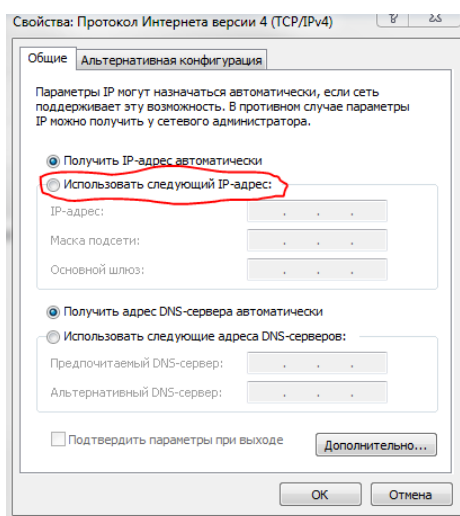 Свойства: Протокол Интернета версии 4 (TCP/IPv4)
Общие
Альтернативная конфигурация
Параметры IP могут назначаться автоматически, если сеть
поддерживает эту возможность. В противном случае параметры
IP можно получить у сетевого администратора.
Получить IP-адрес автоматически
Использовать следующий IP-адрес:
IP-адрес:
Маска подсети:
Основной шлюз:
Получить адрес DNS-сервера автоматически
Использовать следующие адреса DNS-серверов:
Предпочитаемый DNS-сервер:
Альтернативный DNS-сервер:
Подтвердить параметры при выходе
Дополнительно...
ОК
Отмена